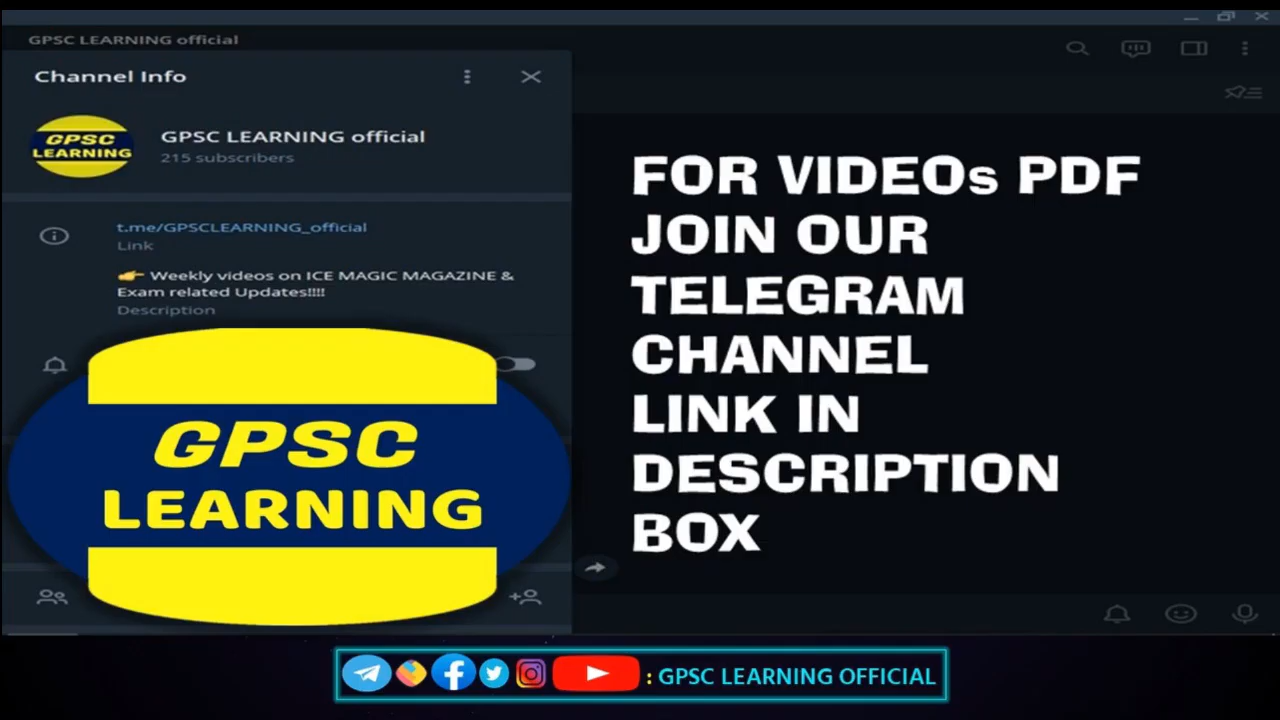 GPSC LEARNING official
Channel Info
GPSC
LEARNING
GPSC LEARNING official
215 subscribers
t.me/GPSCLEARNING_official
Link
👉 Weekly videos on ICE MAGIC MAGAZINE &
Exam related Updates!!!!
Description
GPSC
LEARNING
FOR VIDEOs PDF
JOIN OUR
TELEGRAM
CHANNEL
LINK IN
DESCRIPTION
BOX
: GPSC LEARNING OFFICIAL